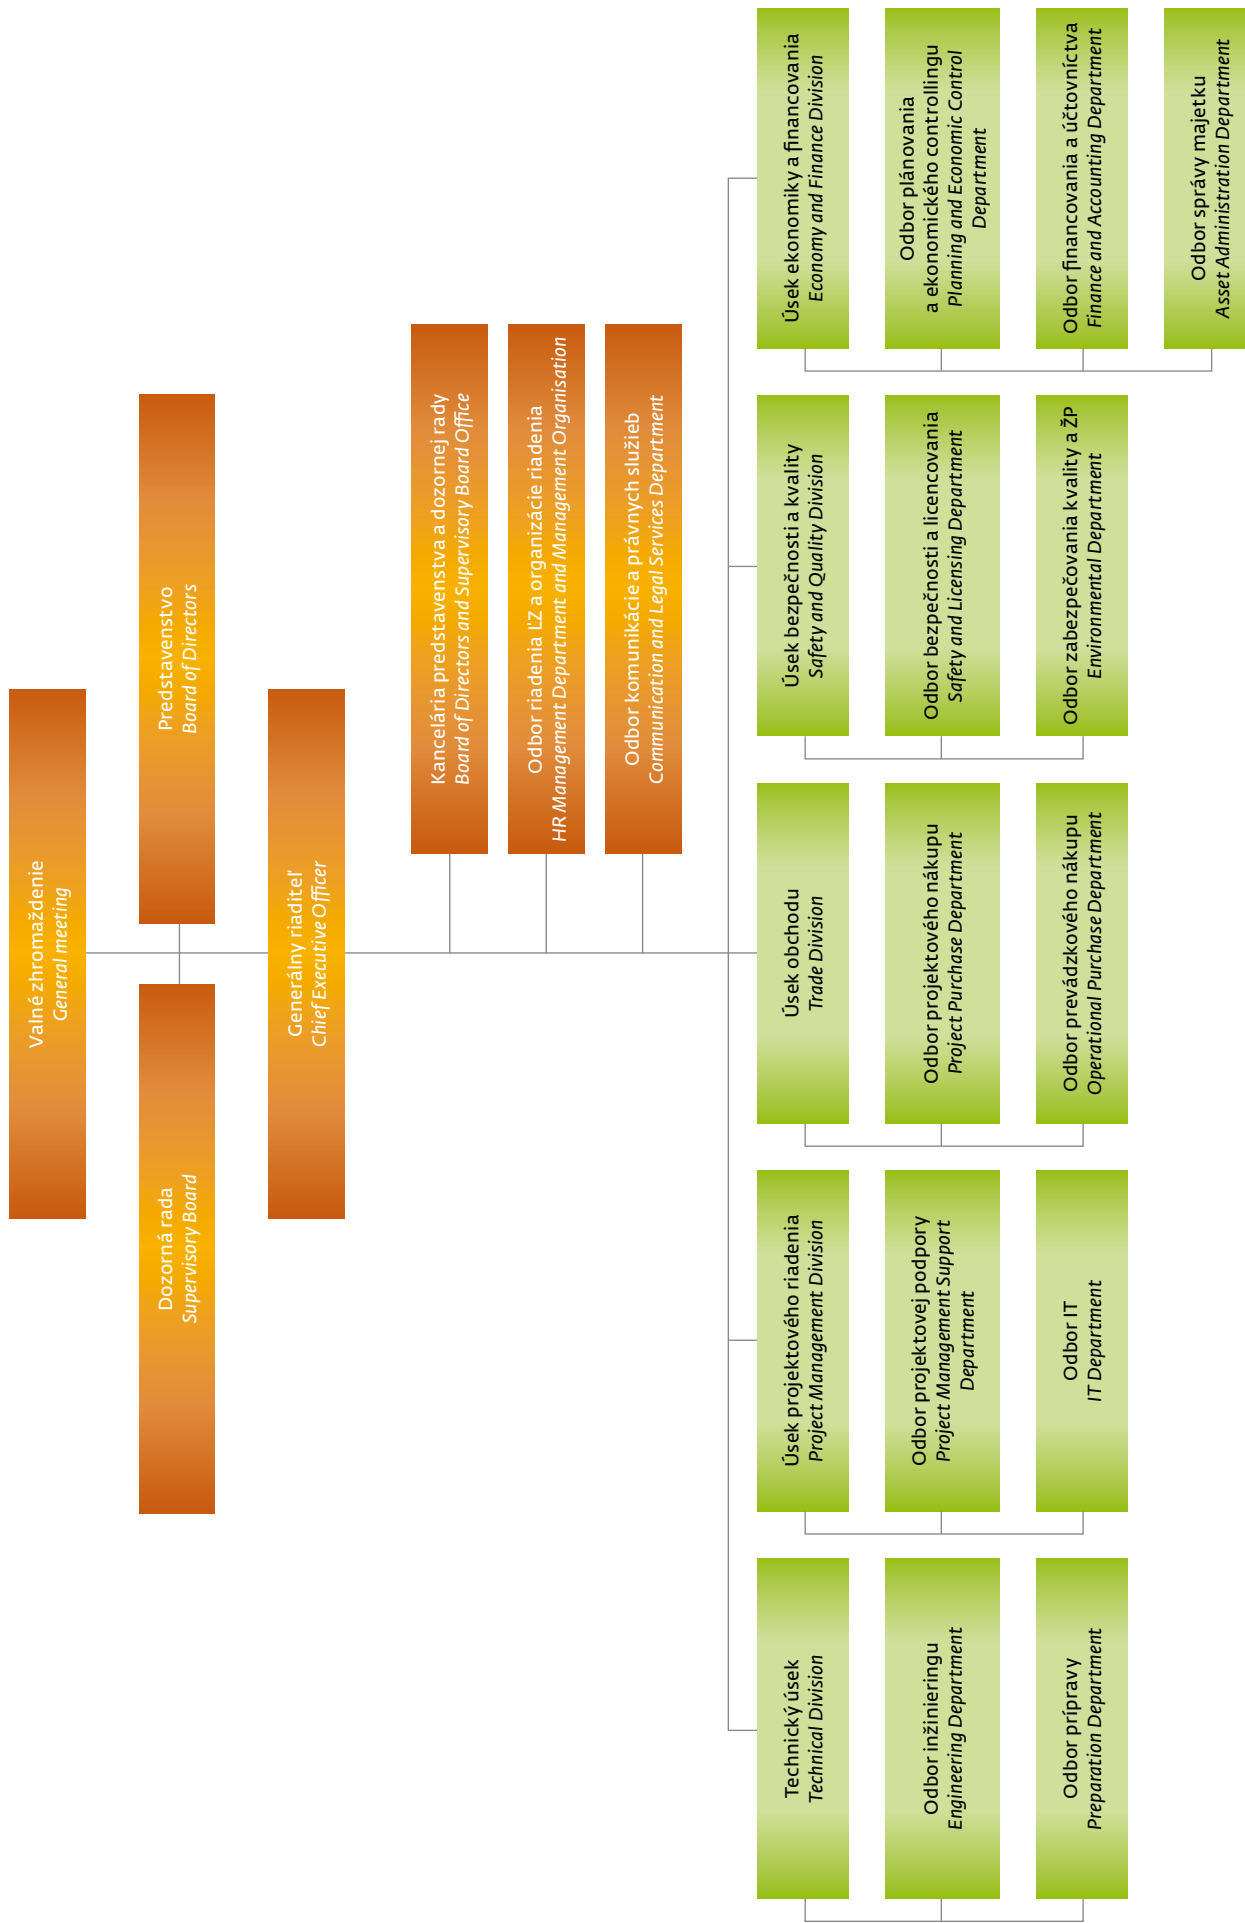 Valné zhromaždenie
General meeting
Dozorná rada
Supervisory Board
Predstavenstvo
Board of Directors
Generálny riaditeľ
Chief Executive Officer
Kancelária predstavenstva a dozornej rady
Board of Directors and Supervisory Board Office
Odbor riadenia ĽZ a organizácie riadenia
HR Management Department and Management Organisation
Odbor komunikácie a právnych služieb
Communication and Legal Services Department
Technický úsek
Technical Division
Odbor inžinieringu
Engineering Department
Odbor prípravy
Preparation Department
Úsek projektového riadenia
Project Management Division
Odbor projektovej podpory
Project Management Support
Department
Odbor IT
IT Department
Úsek obchodu
Trade Division
Odbor projektového nákupu
Project Purchase Department
Odbor prevádzkového nákupu
Operational Purchase Department
Úsek bezpečnosti a kvality
Safety and Quality Division
Odbor bezpečnosti a licencovania
Safety and Licensing Department
Odbor zabezpečovania kvality a ŽP
Environmental Department
Úsek ekonomiky a financovania
Economy and Finance Division
Odbor plánovania
a ekonomického controllingu
Planning and Economic Control
Department
Odbor financovania a účtovníctva
Finance and Accounting Department
Odbor správy majetku
Asset Administration Department